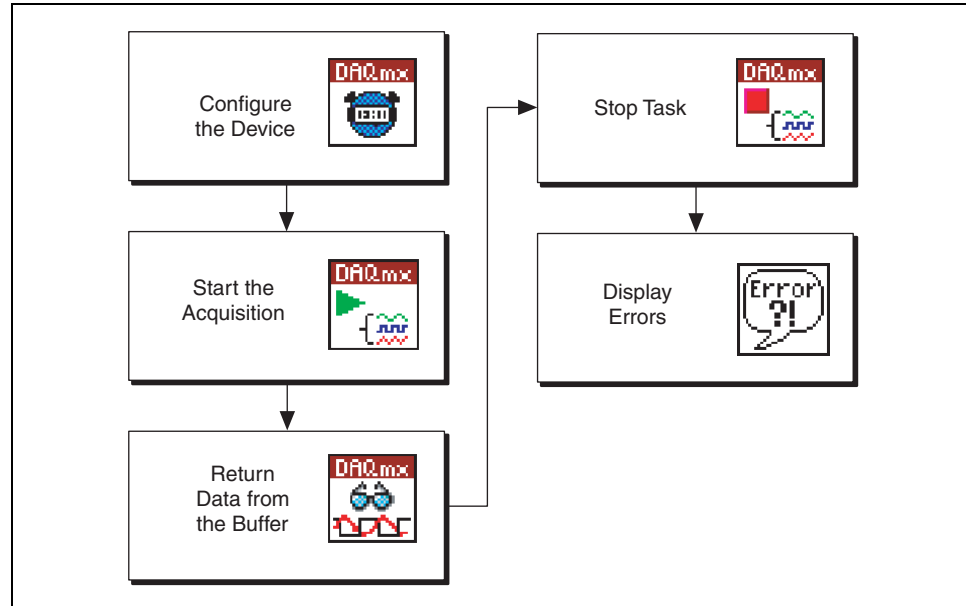 Configure
the Device
DAQmx
Start the
Acquisition
DAQmx
Return
Data from
the Buffer
DAQmx
Stop Task
DAQmx
Display
Errors
Error
?!